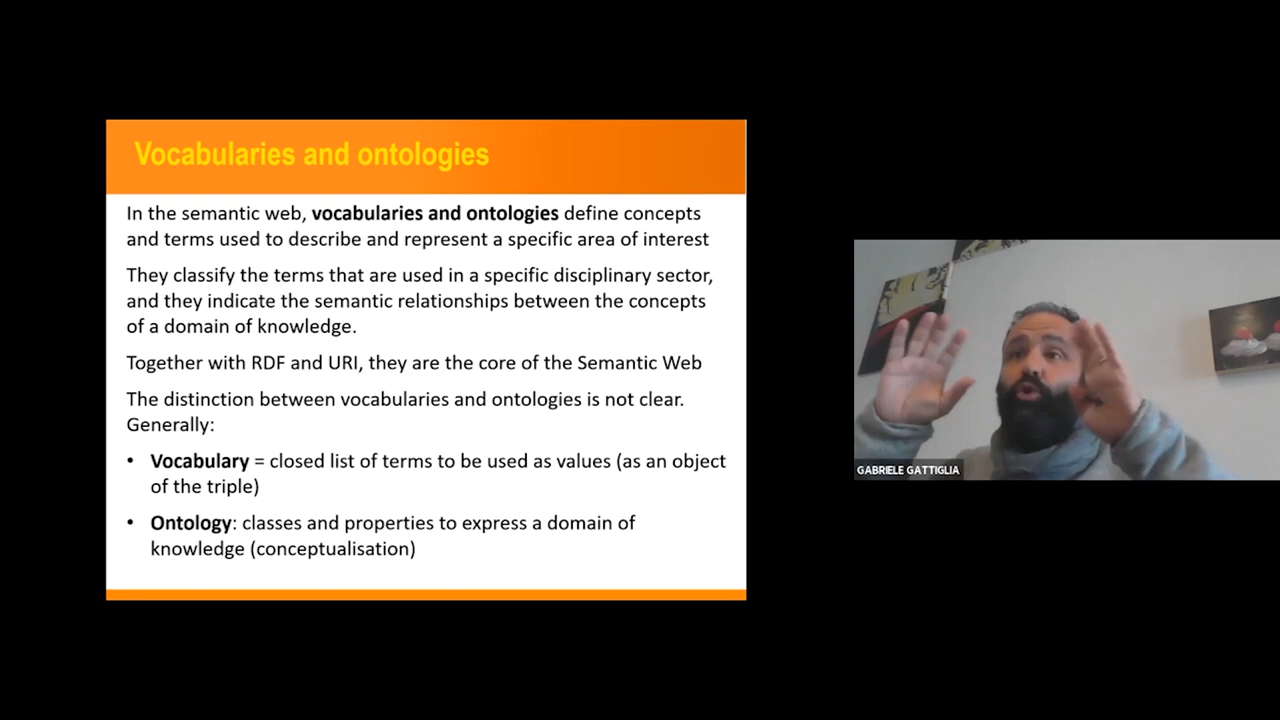 Vocabularies and ontologies
In the semantic web, vocabularies and ontologies define concepts
and terms used to describe and represent a specific area of interest
They classify the terms that are used in a specific disciplinary sector,
and they indicate the semantic relationships between the concepts
of a domain of knowledge.
Together with RDF and URI, they are the core of the Semantic Web
The distinction between vocabularies and ontologies is not clear.
Generally:
• Vocabulary = closed list of terms to be used as values (as an object
of the triple)
• Ontology: classes and properties to express a domain of
knowledge (conceptualisation)
GABRIELE GATTIGLIA